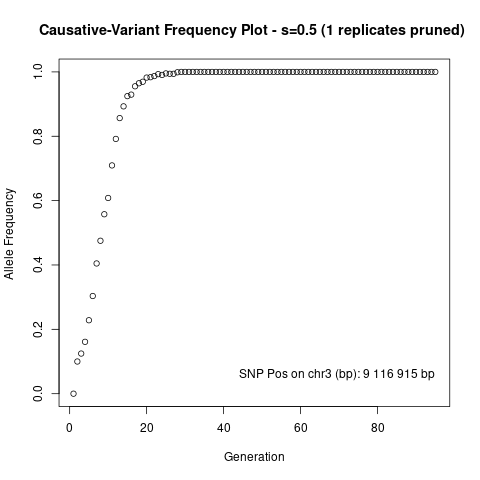 Causative-Variant Frequency Plot - s=0.5 (1 replicates pruned)
Allele Frequency
1.0
0.8
0.6
0.4
0.2
0.0
SNP Pos on chr3 (bp): 9 116 915 bp
0 20 40 60 80
Generation